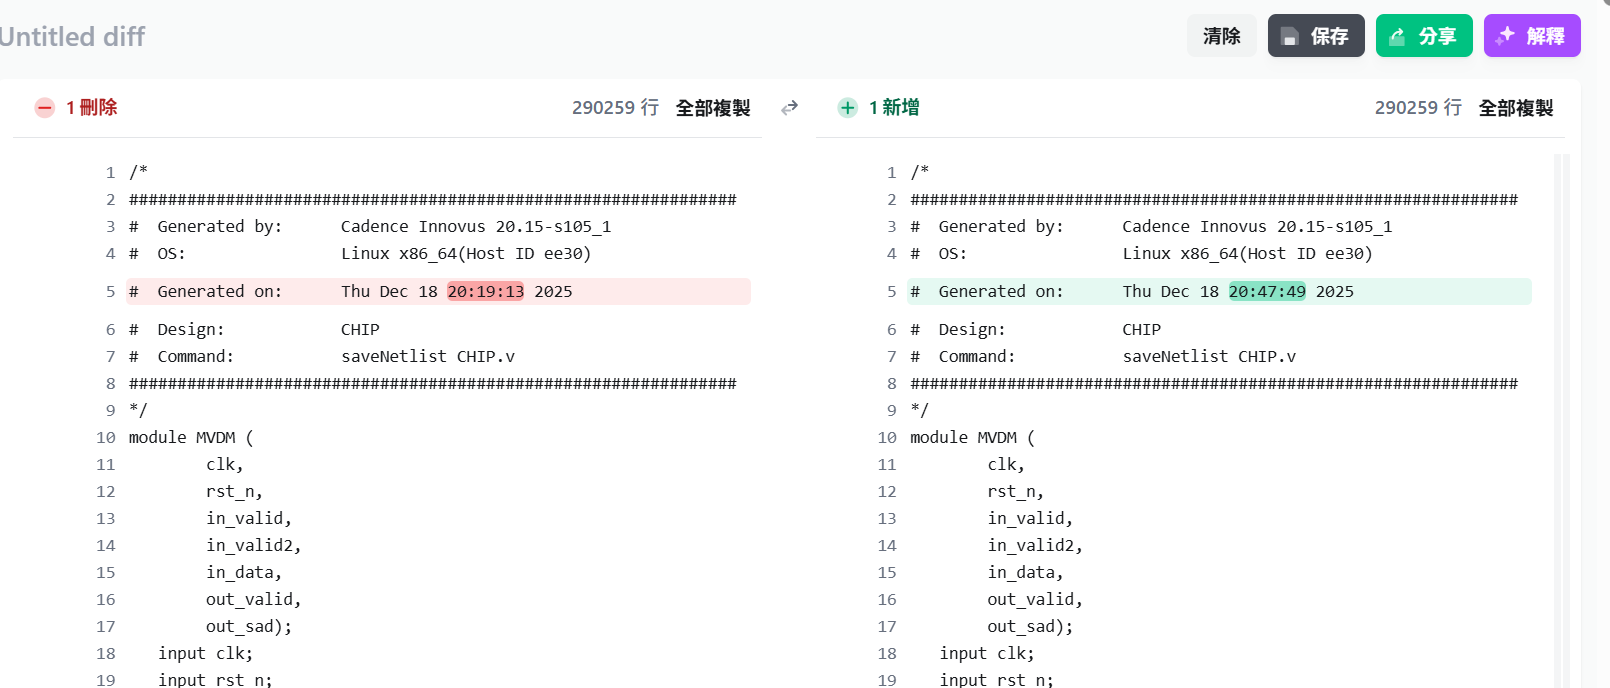 Untitled diff
清除 保存 分享 解釋
1 刪除 290259 行 全部複製
1 新增 290259 行 全部複製
1 /*
2 ###############################################################
3 #  Generated by:      Cadence Innovus 20.15-s105_1
4 #  OS:                Linux x86_64(Host ID ee30)
5 #  Generated on:      Thu Dec 18 20:19:13 2025
6 #  Design:            CHIP
7 #  Command:           saveNetlist CHIP.v
8 ###############################################################
9 */
10 module MVDM (
11         clk,
12         rst_n,
13         in_valid,
14         in_valid2,
15         in_data,
16         out_valid,
17         out_sad);
18    input clk;
19    input rst_n;
1 /*
2 ###############################################################
3 #  Generated by:      Cadence Innovus 20.15-s105_1
4 #  OS:                Linux x86_64(Host ID ee30)
5 #  Generated on:      Thu Dec 18 20:47:49 2025
6 #  Design:            CHIP
7 #  Command:           saveNetlist CHIP.v
8 ###############################################################
9 */
10 module MVDM (
11         clk,
12         rst_n,
13         in_valid,
14         in_valid2,
15         in_data,
16         out_valid,
17         out_sad);
18    input clk;
19    input rst_n;